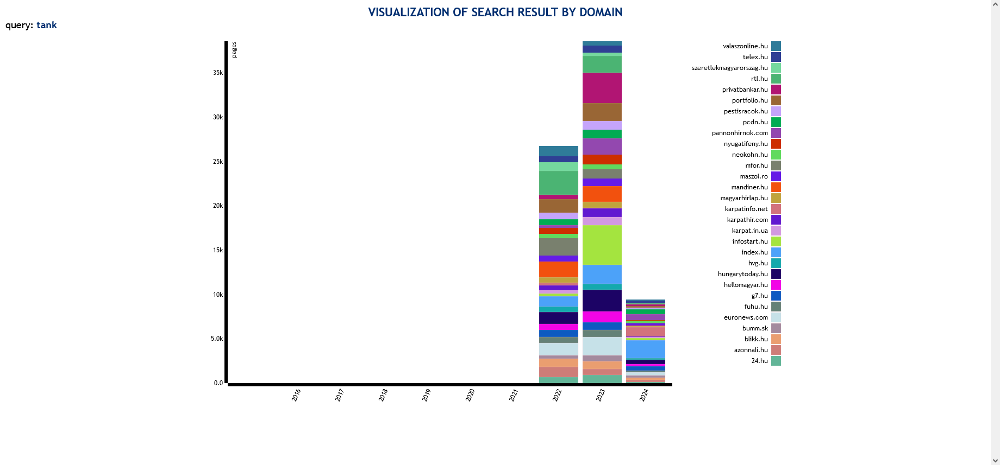 VISUALIZATION OF SEARCH RESULT BY DOMAIN
query: tank
pages
35k
30k
25k
20k
15k
10k
5.0k
0.0
2016
2017
2018
2019
2020
2021
2022
2023
2024
valaszonline.hu
telex.hu
szeretlekmagyarorszag.hu
rtl.hu
privatbankar.hu
portfolio.hu
pestisracok.hu
pcdn.hu
pannonhirnok.com
nyugatifeny.hu
neokohn.hu
mfor.hu
maszol.ro
mandiner.hu
magyarhirlap.hu
karpatinfo.net
karpathir.com
karpat.in.ua
infostart.hu
index.hu
hvg.hu
hungarytoday.hu
hellomagyar.hu
g7.hu
fuhu.hu
euronews.com
bumm.sk
blikk.hu
azonnali.hu
24.hu